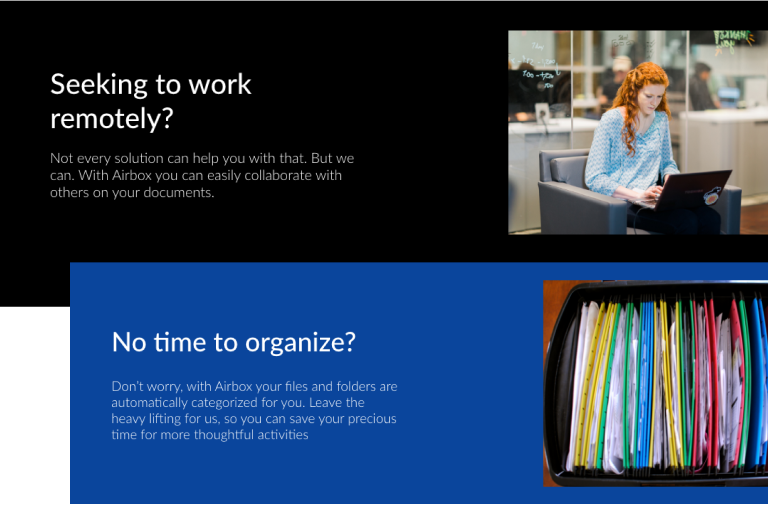 Seeking to work
remotely?
Not every solution can help you with that. But we
can. With Airbox you can easily collaborate with
others on your documents.
No time to organize?
Don't worry, with Airbox your files and folders are
automatically categorized for you. Leave the
heavy lifting for us, so you can save your precious
time for more thoughtful activities